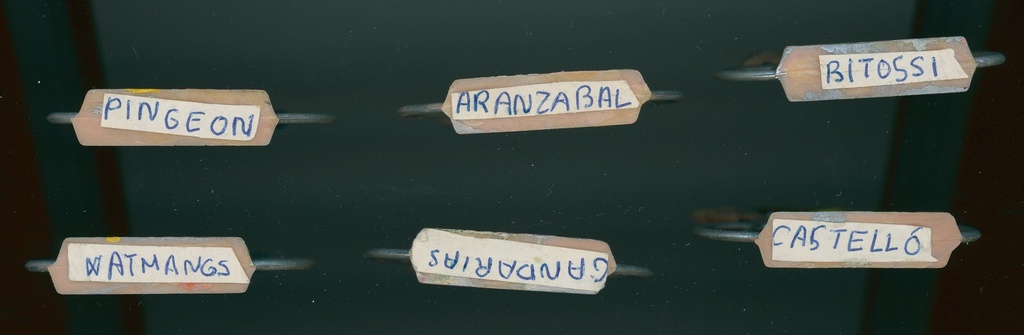 PINGEON
ARANZABAL
BITOSSI
WATMANGS
GANDARIAS
CASTELLÓ